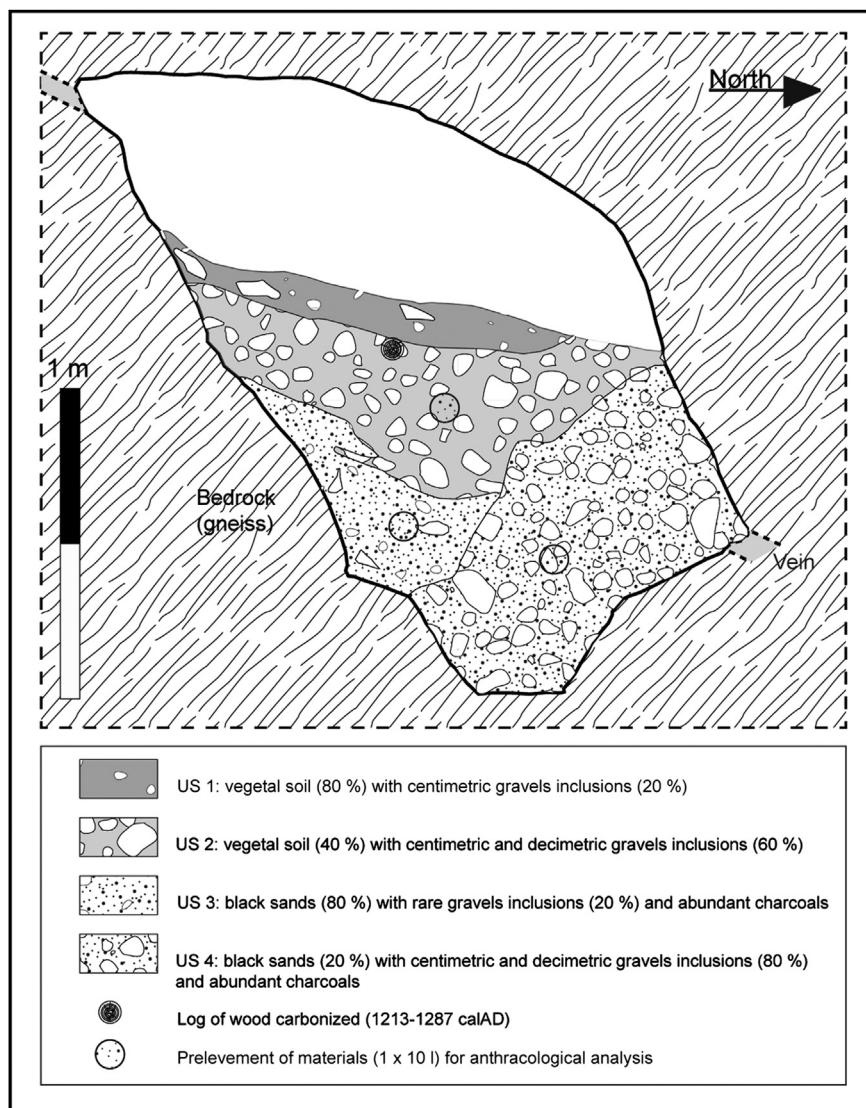 North
1 m
Bedrock
(gneiss)
Vein
US 1: vegetal soil (80 %) with centimetric gravels inclusions (20 %)
US 2: vegetal soil (40 %) with centimetric and decimetric gravels inclusions (60 %)
US 3: black sands (80 %) with rare gravels inclusions (20 %) and abundant charcoals
US 4: black sands (20 %) with centimetric and decimetric gravels inclusions (80 %)
and abundant charcoals
Log of wood carbonized (1213-1287 calAD)
Prelevement of materials (1 x 10 l) for anthracological analysis